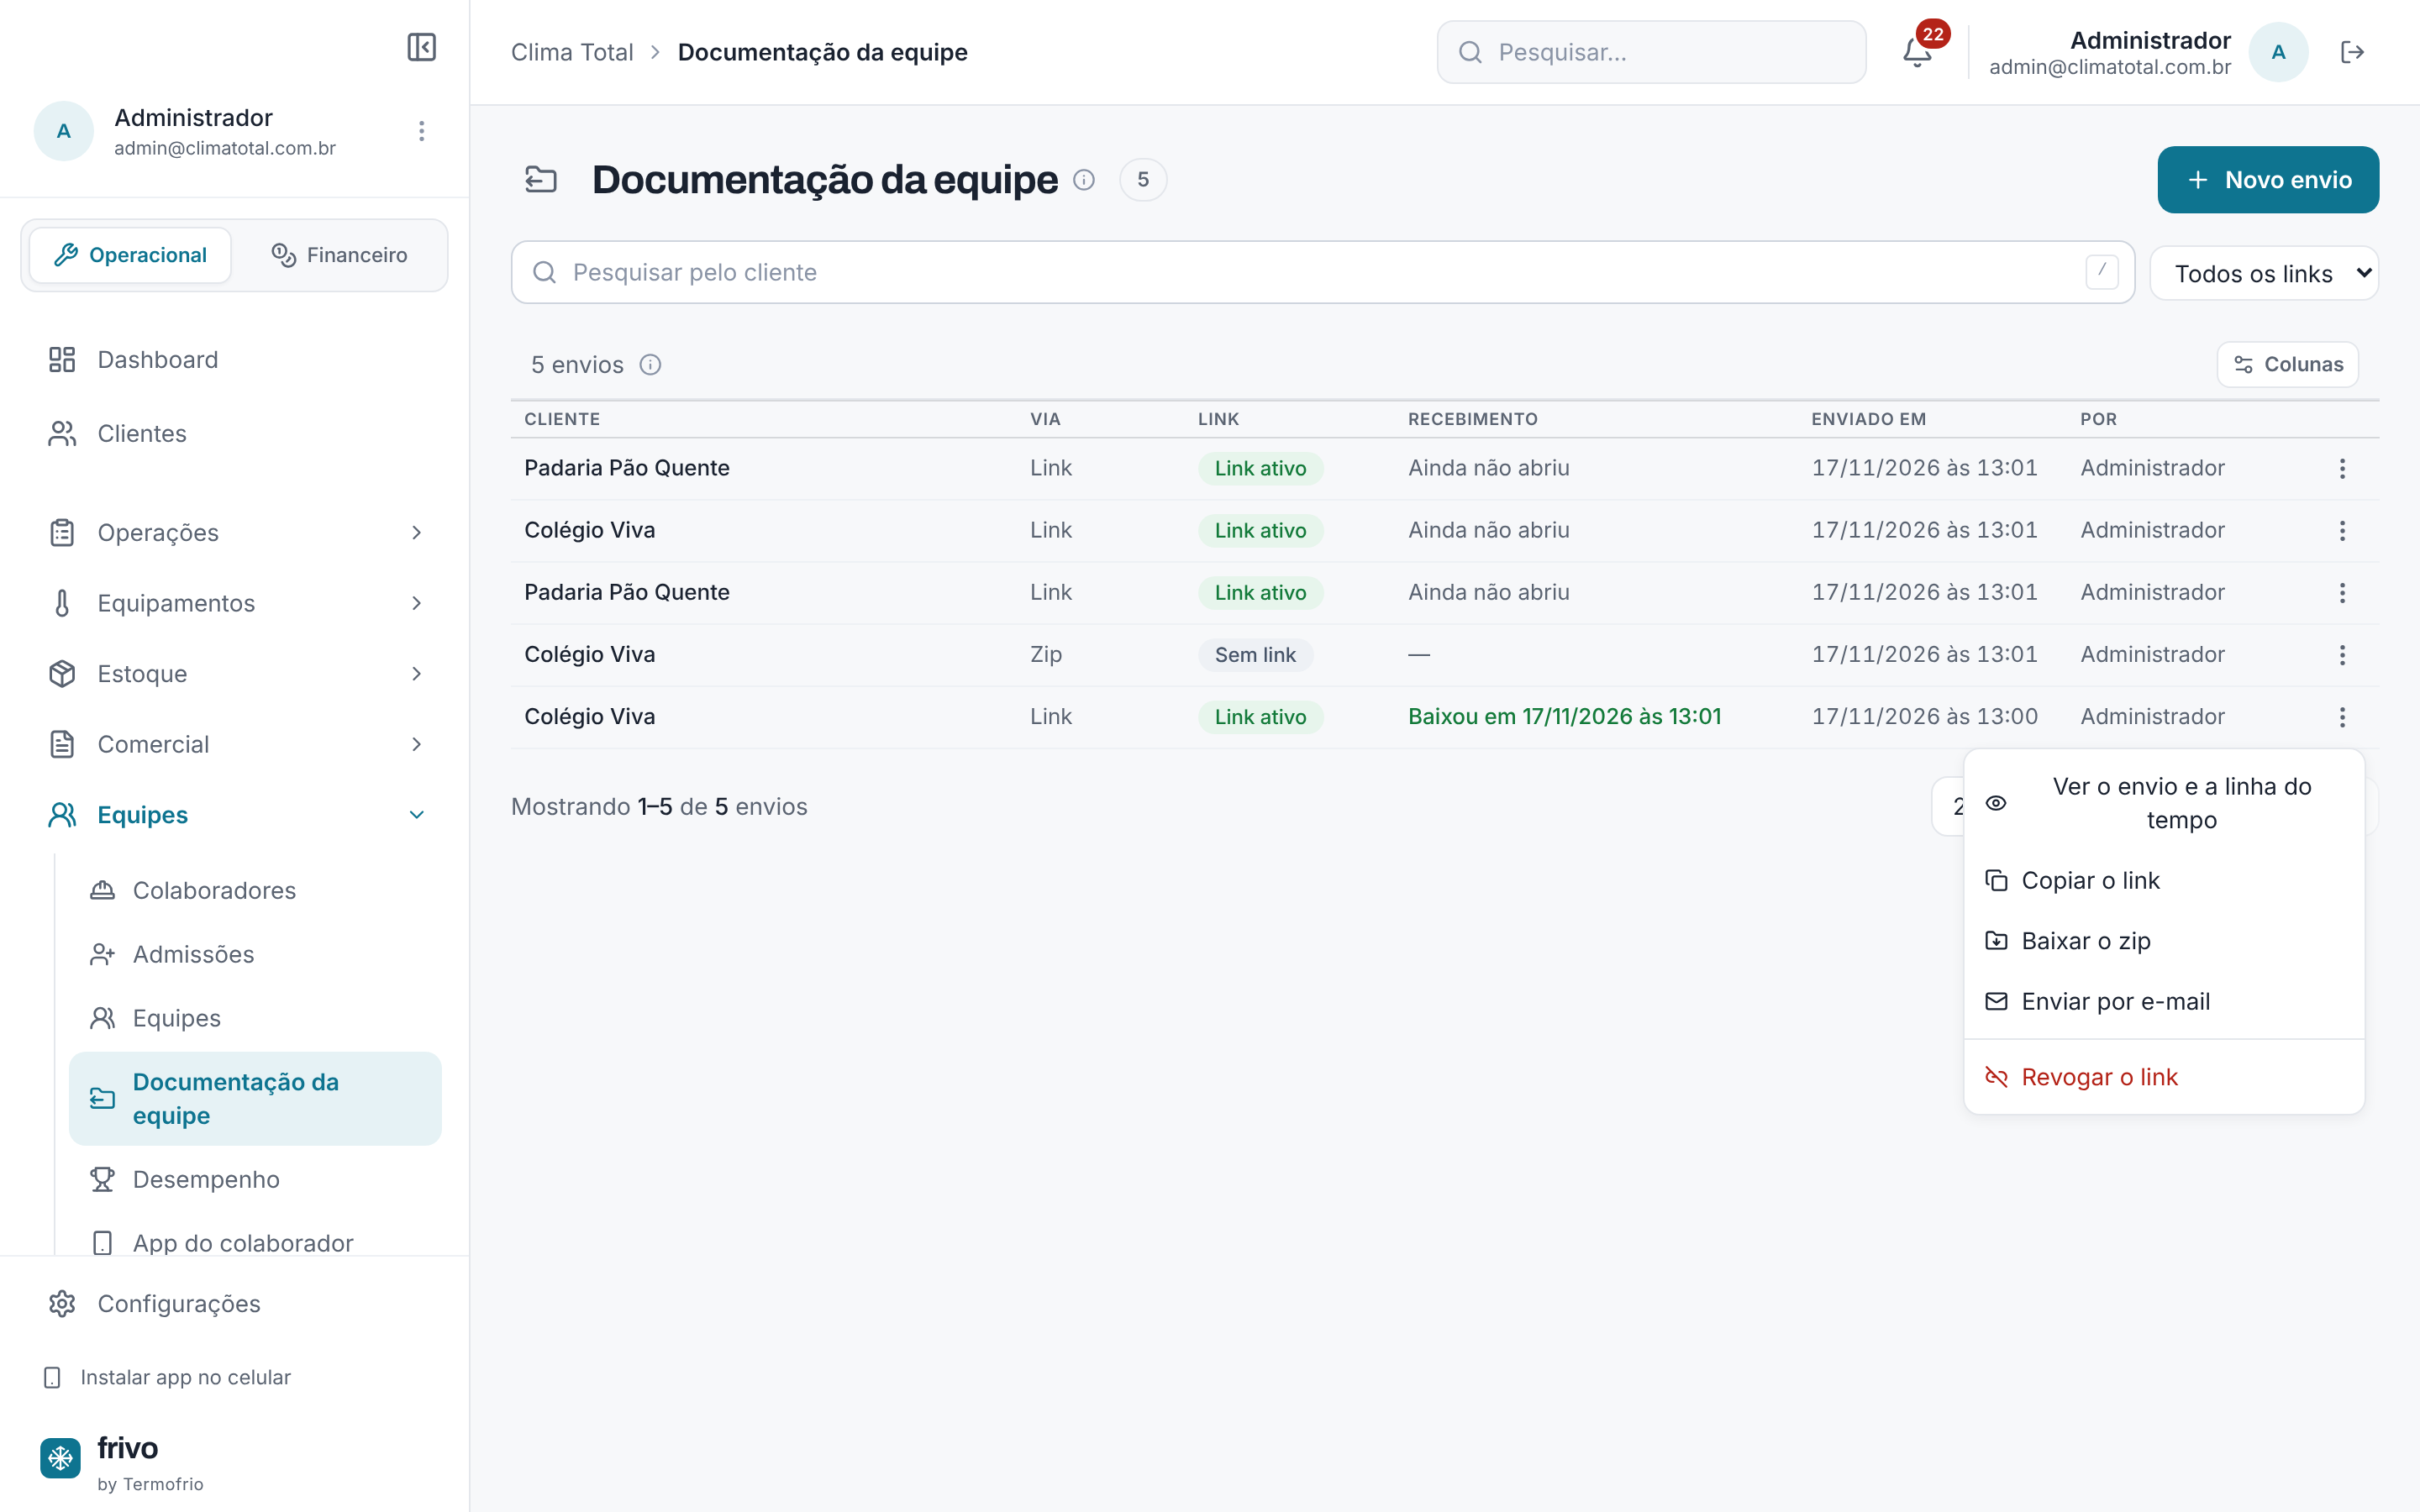 Clima Total > Documentação da equipe
Pesquisar...
22
Administrador
admin@climatotal.com.br
A
A
Administrador
admin@climatotal.com.br
Operacional
Financeiro
Dashboard
Clientes
Operações
Equipamentos
Estoque
Comercial
Equipes
Colaboradores
Admissões
Equipes
Documentação da
equipe
Desempenho
App do colaborador
Configurações
Instalar app no celular
frivo
by Termofrio
Documentação da equipe
5
+ Novo envio
Pesquisar pelo cliente
/
Todos os links
5 envios
Colunas
CLIENTE VIA LINK RECEBIMENTO ENVIADO EM POR
Padaria Pão Quente Link Link ativo Ainda não abriu 17/11/2026 às 13:01 Administrador
Colégio Viva Link Link ativo Ainda não abriu 17/11/2026 às 13:01 Administrador
Padaria Pão Quente Link Link ativo Ainda não abriu 17/11/2026 às 13:01 Administrador
Colégio Viva Zip Sem link — 17/11/2026 às 13:01 Administrador
Colégio Viva Link Link ativo Baixou em 17/11/2026 às 13:01 17/11/2026 às 13:00 Administrador
Mostrando 1–5 de 5 envios
Ver o envio e a linha do
tempo
Copiar o link
Baixar o zip
Enviar por e-mail
Revogar o link